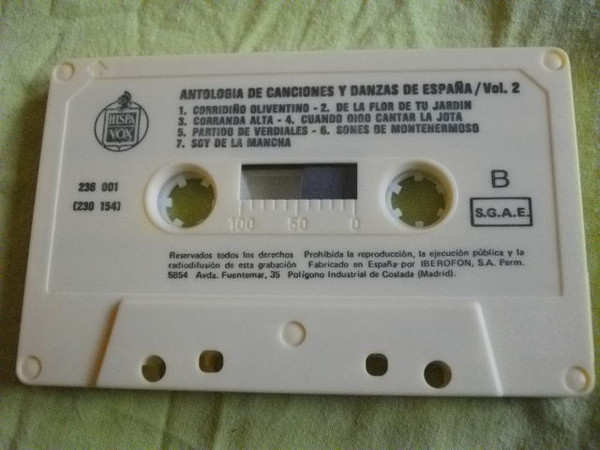 ANTOLOGIA DE CANCIONES Y DANZAS DE ESPAÑA/Vol. 2
1. CORRIDIÑO OLIVENTINO - 2. DE LA FLOR DE TU JARDIN
3. CORRANDA ALTA - 4. CUANDO OIGO CANTAR LA JOTA
5. PARTIDO DE VERDIALES - 6. SONES DE MONTEHERMOSO
7. SOY DE LA MANCHA
HISPA
VOX
236 001
(230 154)
100 50 0
B
S.G.A.E.
Reservados todos los derechos Prohibida la reproducción, la ejecución pública y la
radiodifusión de esta grabación Fabricado en España por IBEROFON, S.A. Perm.
5654 Avda. Fuentemar, 35 Polígono Industrial de Coslada (Madrid).